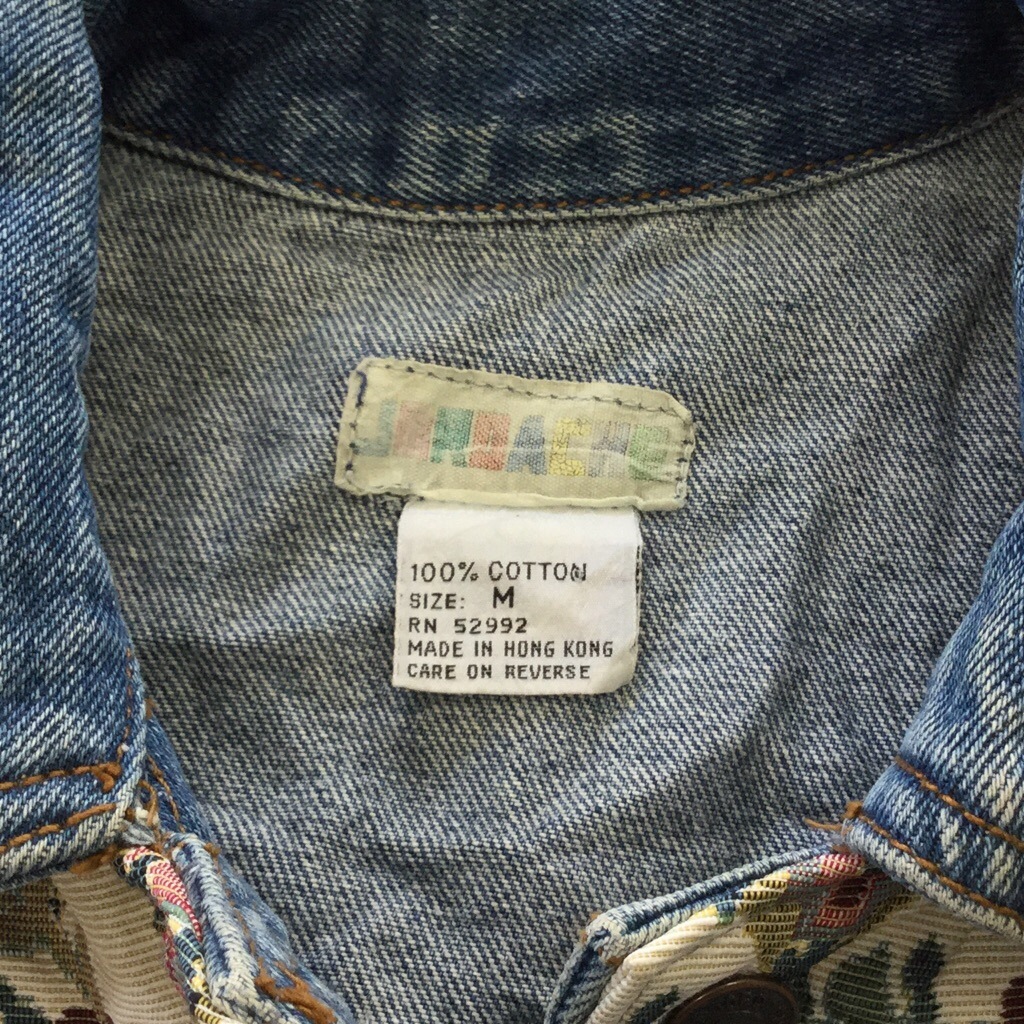 100% COTTON
SIZE: M
RN 52992
MADE IN HONG KONG
CARE ON REVERSE